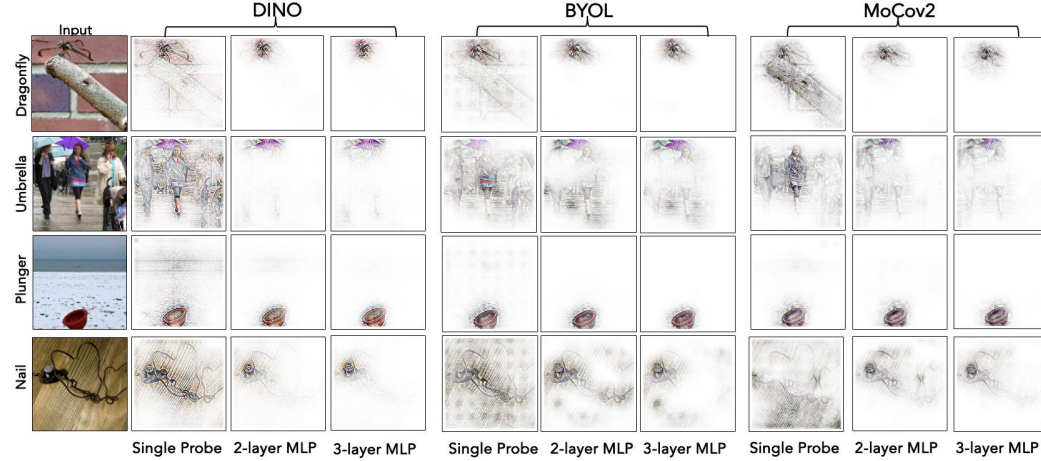 DINO BYOL MoCov2
Input
Dragonfly
Umbrella
Plunger
Nail
Single Probe 2-layer MLP 3-layer MLP Single Probe 2-layer MLP 3-layer MLP Single Probe 2-layer MLP 3-layer MLP